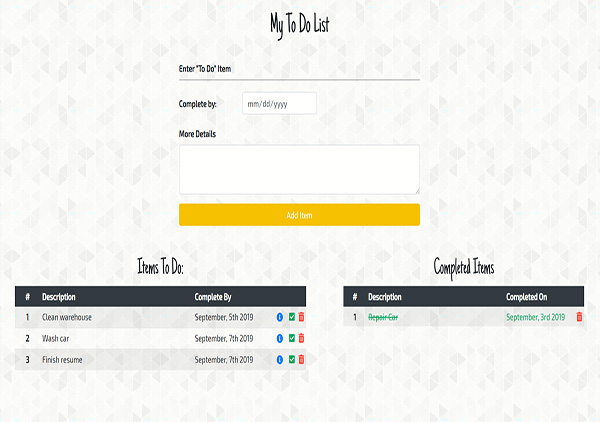 My To Do List
Enter "To Do" Item
Complete by: mm/dd/yyyy
More Details
Add Item
Items To Do:
# Description Complete By
1 Clean warehouse September, 5th 2019
2 Wash car September, 7th 2019
3 Finish resume September, 7th 2019
Completed Items
# Description Completed On
1 Repair Car September, 3rd 2019